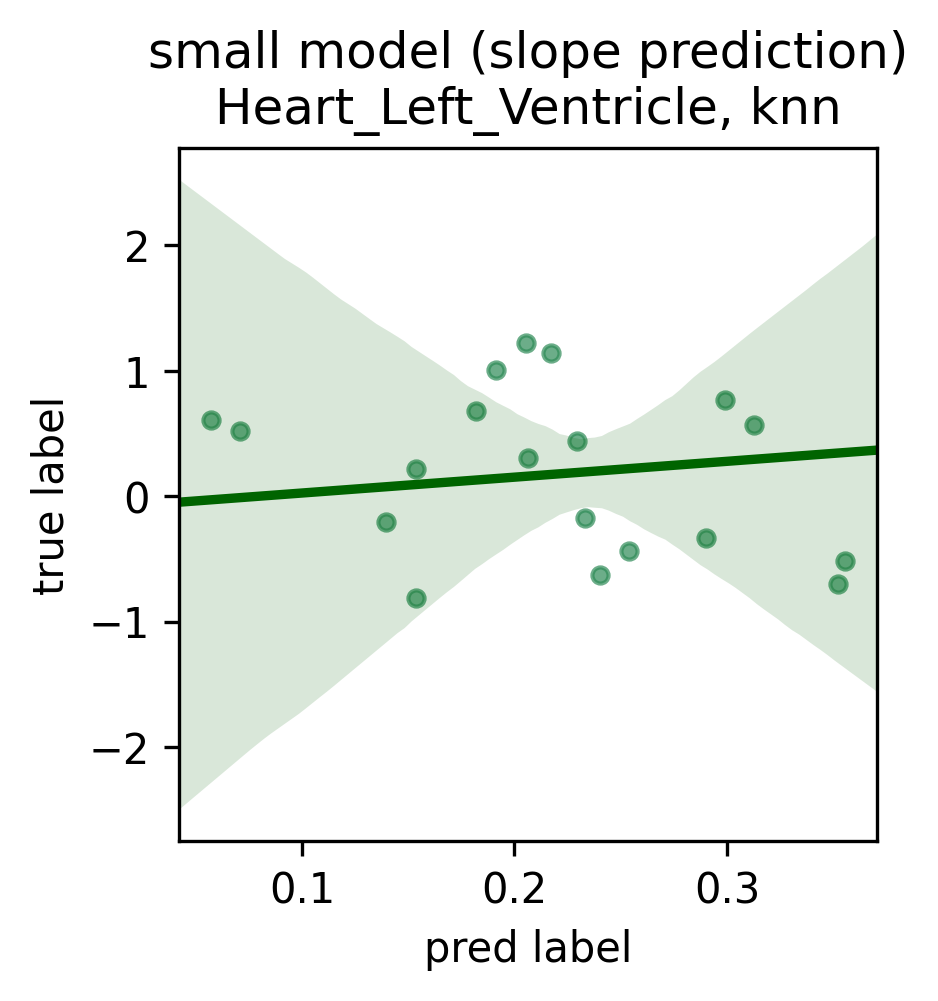 small model (slope prediction)
Heart_Left_Ventricle, knn
2
1
0
−1
−2
true label
0.1 0.2 0.3
pred label